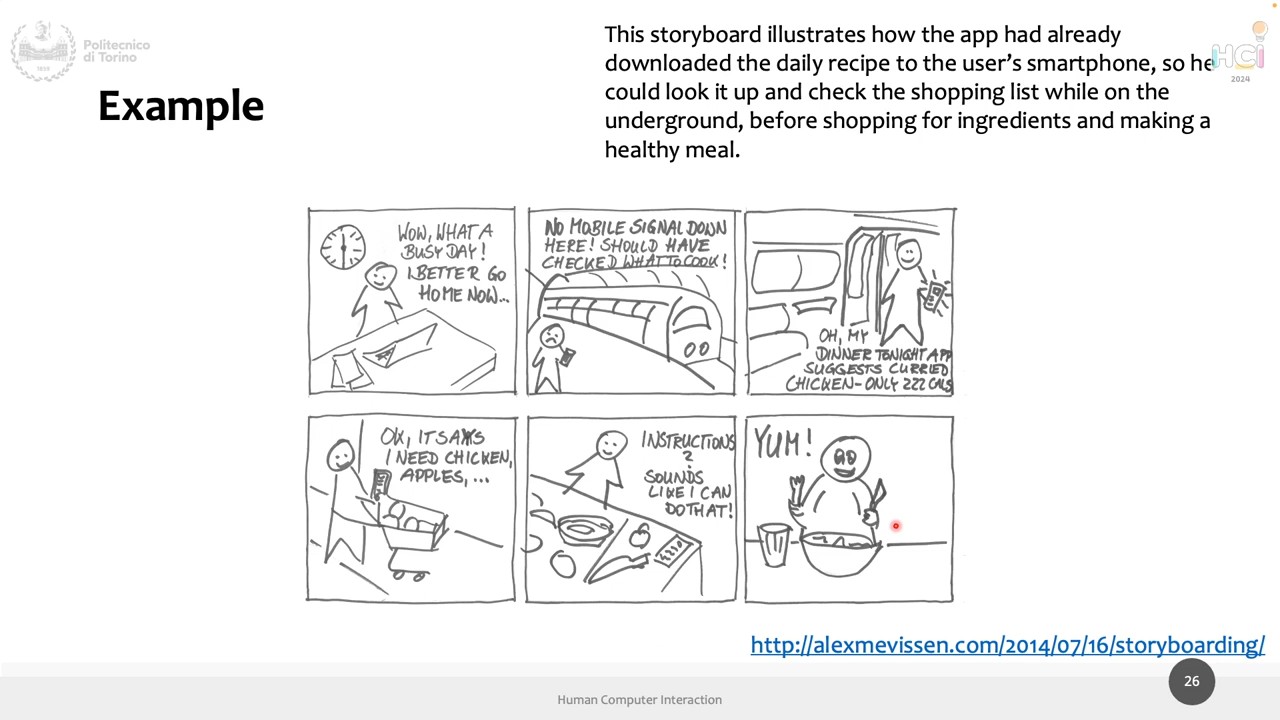 Politecnico
di Torino
1859
Example
This storyboard illustrates how the app had already
downloaded the daily recipe to the user's smartphone, so he
could look it up and check the shopping list while on the
underground, before shopping for ingredients and making a
healthy meal.
HCI
2024
WOW, WHAT A
BUSY DAY!
I BETTER GO
HOME NOW...
NO MOBILE SIGNAL DOWN
HERE! SHOULD HAVE
CHECKED WHAT TO COOK!
OH, MY
DINNER TONIGHT APP
SUGGESTS CURRIED
CHICKEN - ONLY 222 CALS
OK, IT SAYS
I NEED CHICKEN,
APPLES, ...
INSTRUCTIONS
?
SOUNDS
LIKE I CAN
DO THAT!
YUM!
http://alexmevissen.com/2014/07/16/storyboarding/
26
Human Computer Interaction